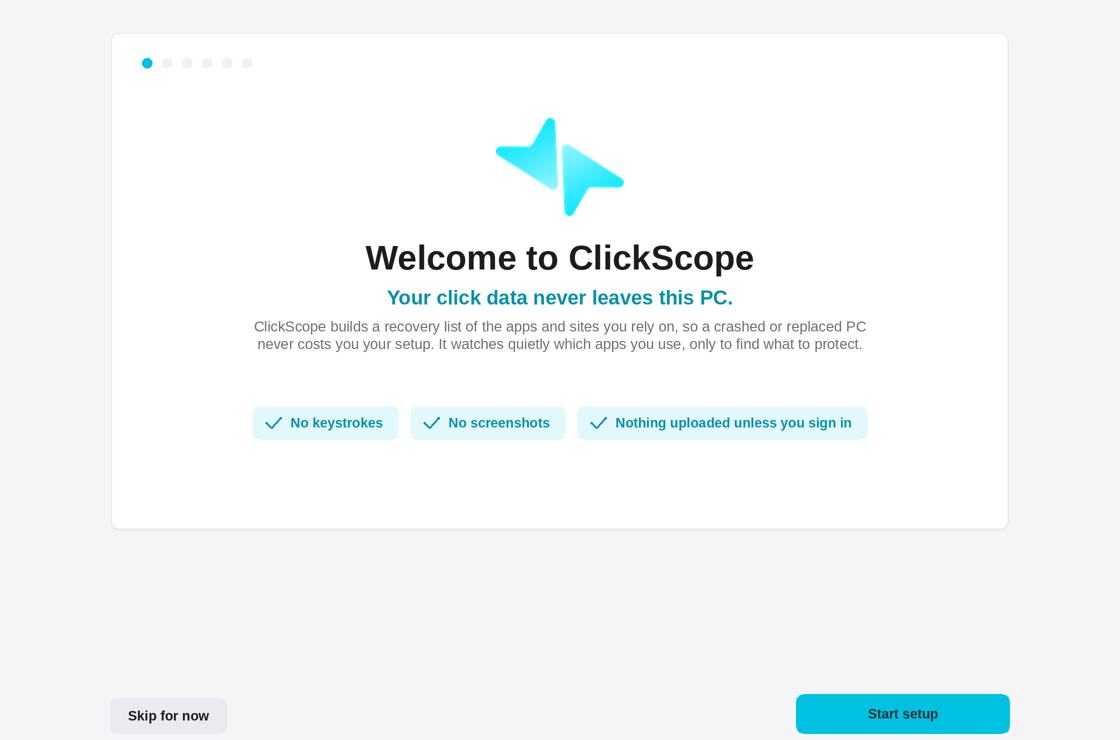 Welcome to ClickScope
Your click data never leaves this PC.
ClickScope builds a recovery list of the apps and sites you rely on, so a crashed or replaced PC
never costs you your setup. It watches quietly which apps you use, only to find what to protect.
No keystrokes
No screenshots
Nothing uploaded unless you sign in
Skip for now
Start setup